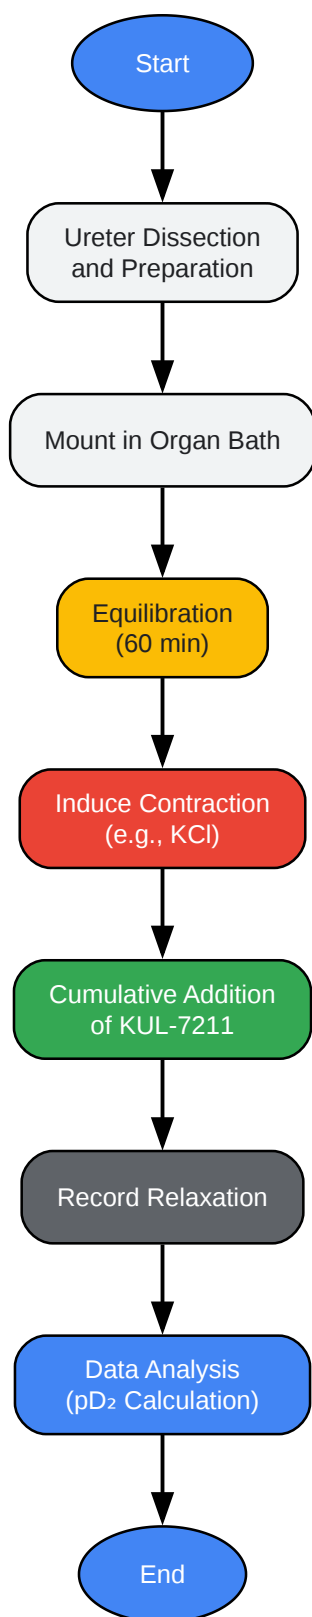 Start
Ureter Dissection
and Preparation
Mount in Organ Bath
Equilibration
(60 min)
Induce Contraction
(e.g., KCl)
Cumulative Addition
of KUL-7211
Record Relaxation
Data Analysis
(pD₂ Calculation)
End